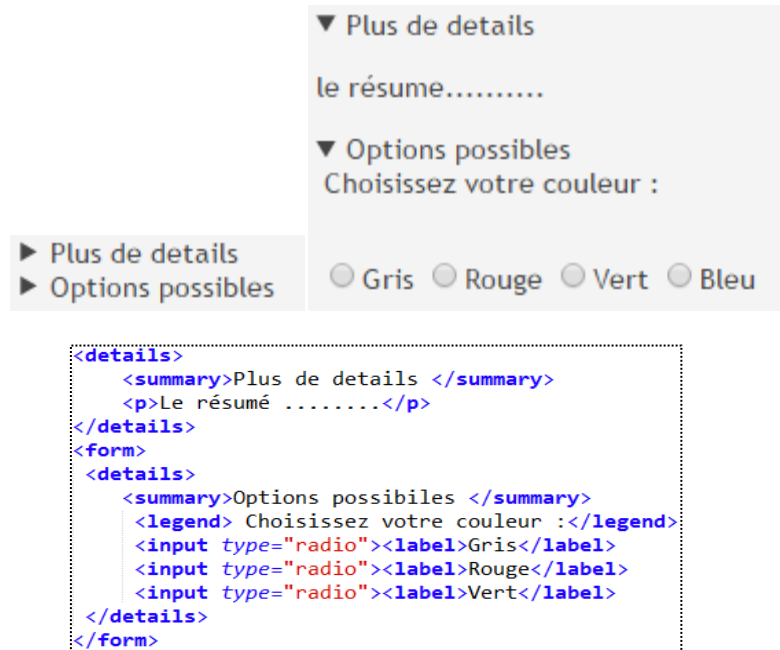 ▼ Plus de details
le résume..........
▼ Options possibles
Choisissez votre couleur :
Gris Rouge Vert Bleu
▶ Plus de details
▶ Options possibles
<details>
<summary>Plus de details </summary>
<p>Le résumé ........</p>
</details>
<form>
<details>
<summary>Options possibiles </summary>
<legend> Choisissez votre couleur :</legend>
<input type="radio"><label>Gris</label>
<input type="radio"><label>Rouge</label>
<input type="radio"><label>Vert</label>
</details>
</form>